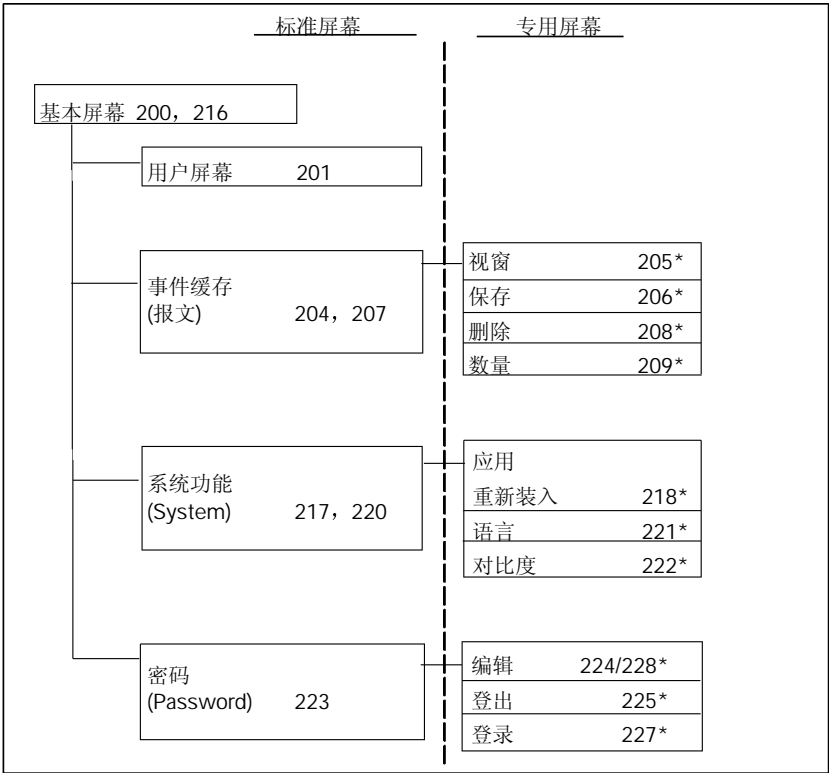 标准屏幕
专用屏幕
基本屏幕 200，216
用户屏幕 201
事件缓存
(报文) 204，207
视窗 205*
保存 206*
删除 208*
数量 209*
系统功能
(System) 217，220
应用
重新装入 218*
语言 221*
对比度 222*
密码
(Password) 223
编辑 224/228*
登出 225*
登录 227*